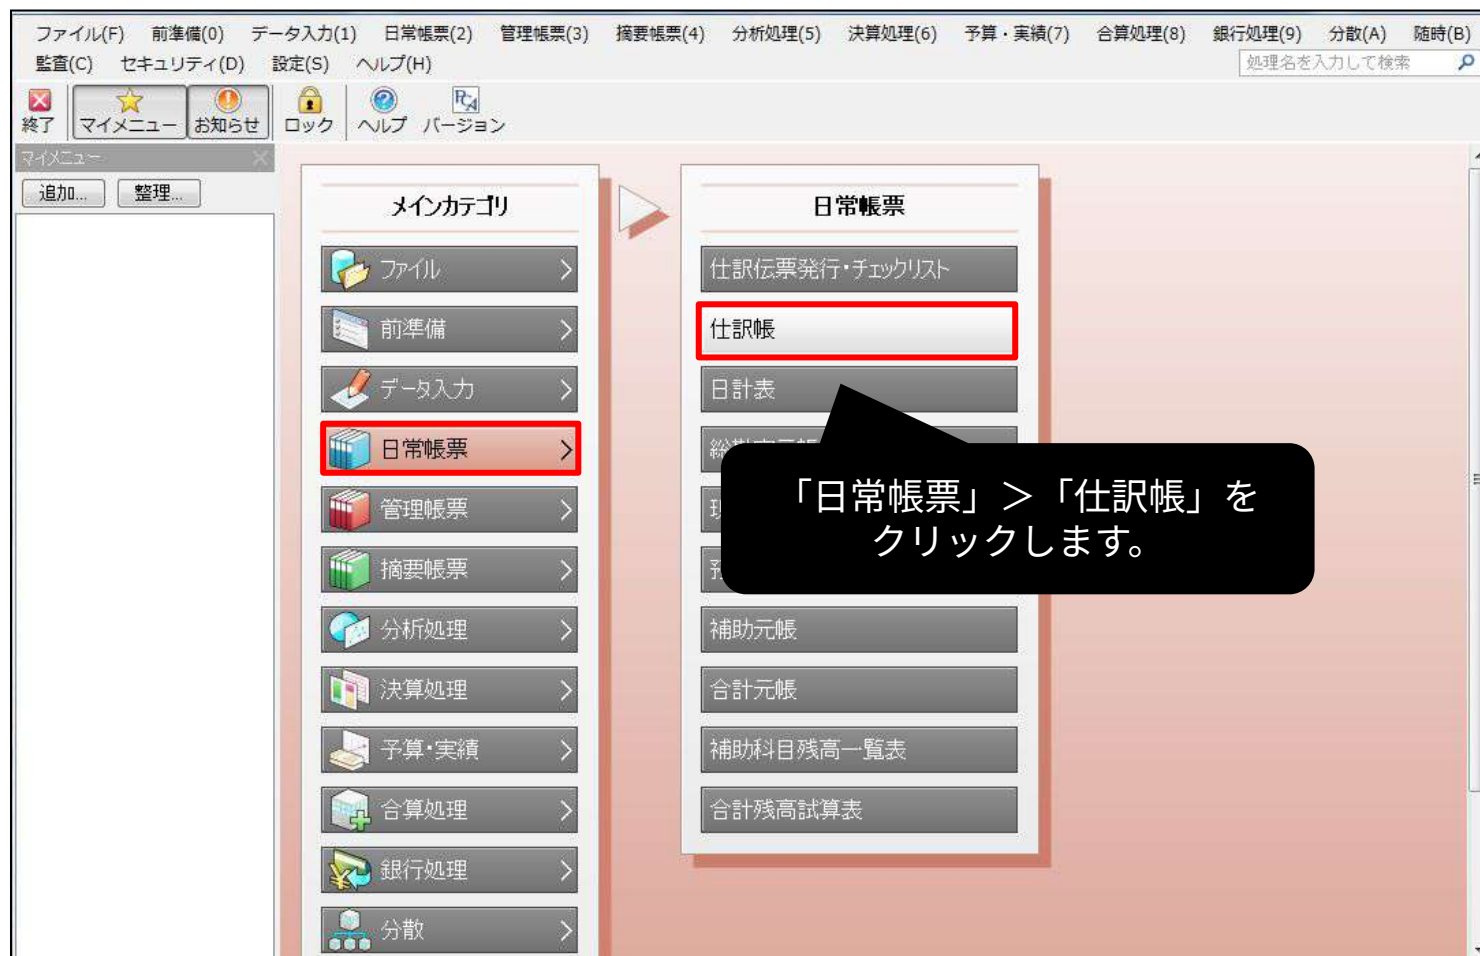 ファイル(F) 前準備(0) データ入力(1) 日常帳票(2) 管理帳票(3) 摘要帳票(4) 分析処理(5) 決算処理(6) 予算・実績(7) 合算処理(8) 銀行処理(9) 分散(A) 随時(B)
監査(C) セキュリティ(D) 設定(S) ヘルプ(H)
処理名を入力して検索
終了 マイメニュー お知らせ ロック ヘルプ バージョン
マイメニュー
追加... 整理...
メインカテゴリ
ファイル
前準備
データ入力
日常帳票
管理帳票
摘要帳票
分析処理
決算処理
予算・実績
合算処理
銀行処理
分散
日常帳票
仕訳伝票発行・チェックリスト
仕訳帳
日計表
「日常帳票」＞「仕訳帳」を
クリックします。
補助元帳
合計元帳
補助科目残高一覧表
合計残高試算表